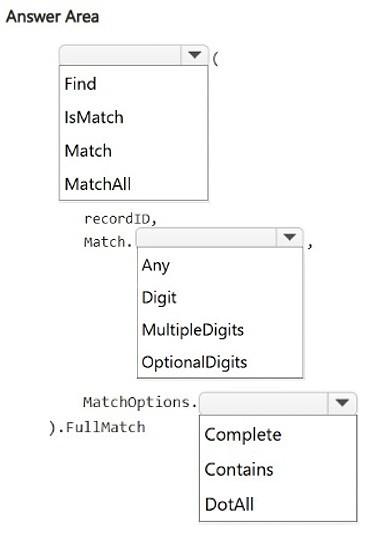 Answer Area
(
Find
IsMatch
Match
MatchAll
recordID,
Match. ,
Any
Digit
MultipleDigits
OptionalDigits
MatchOptions.
).FullMatch
Complete
Contains
DotAll